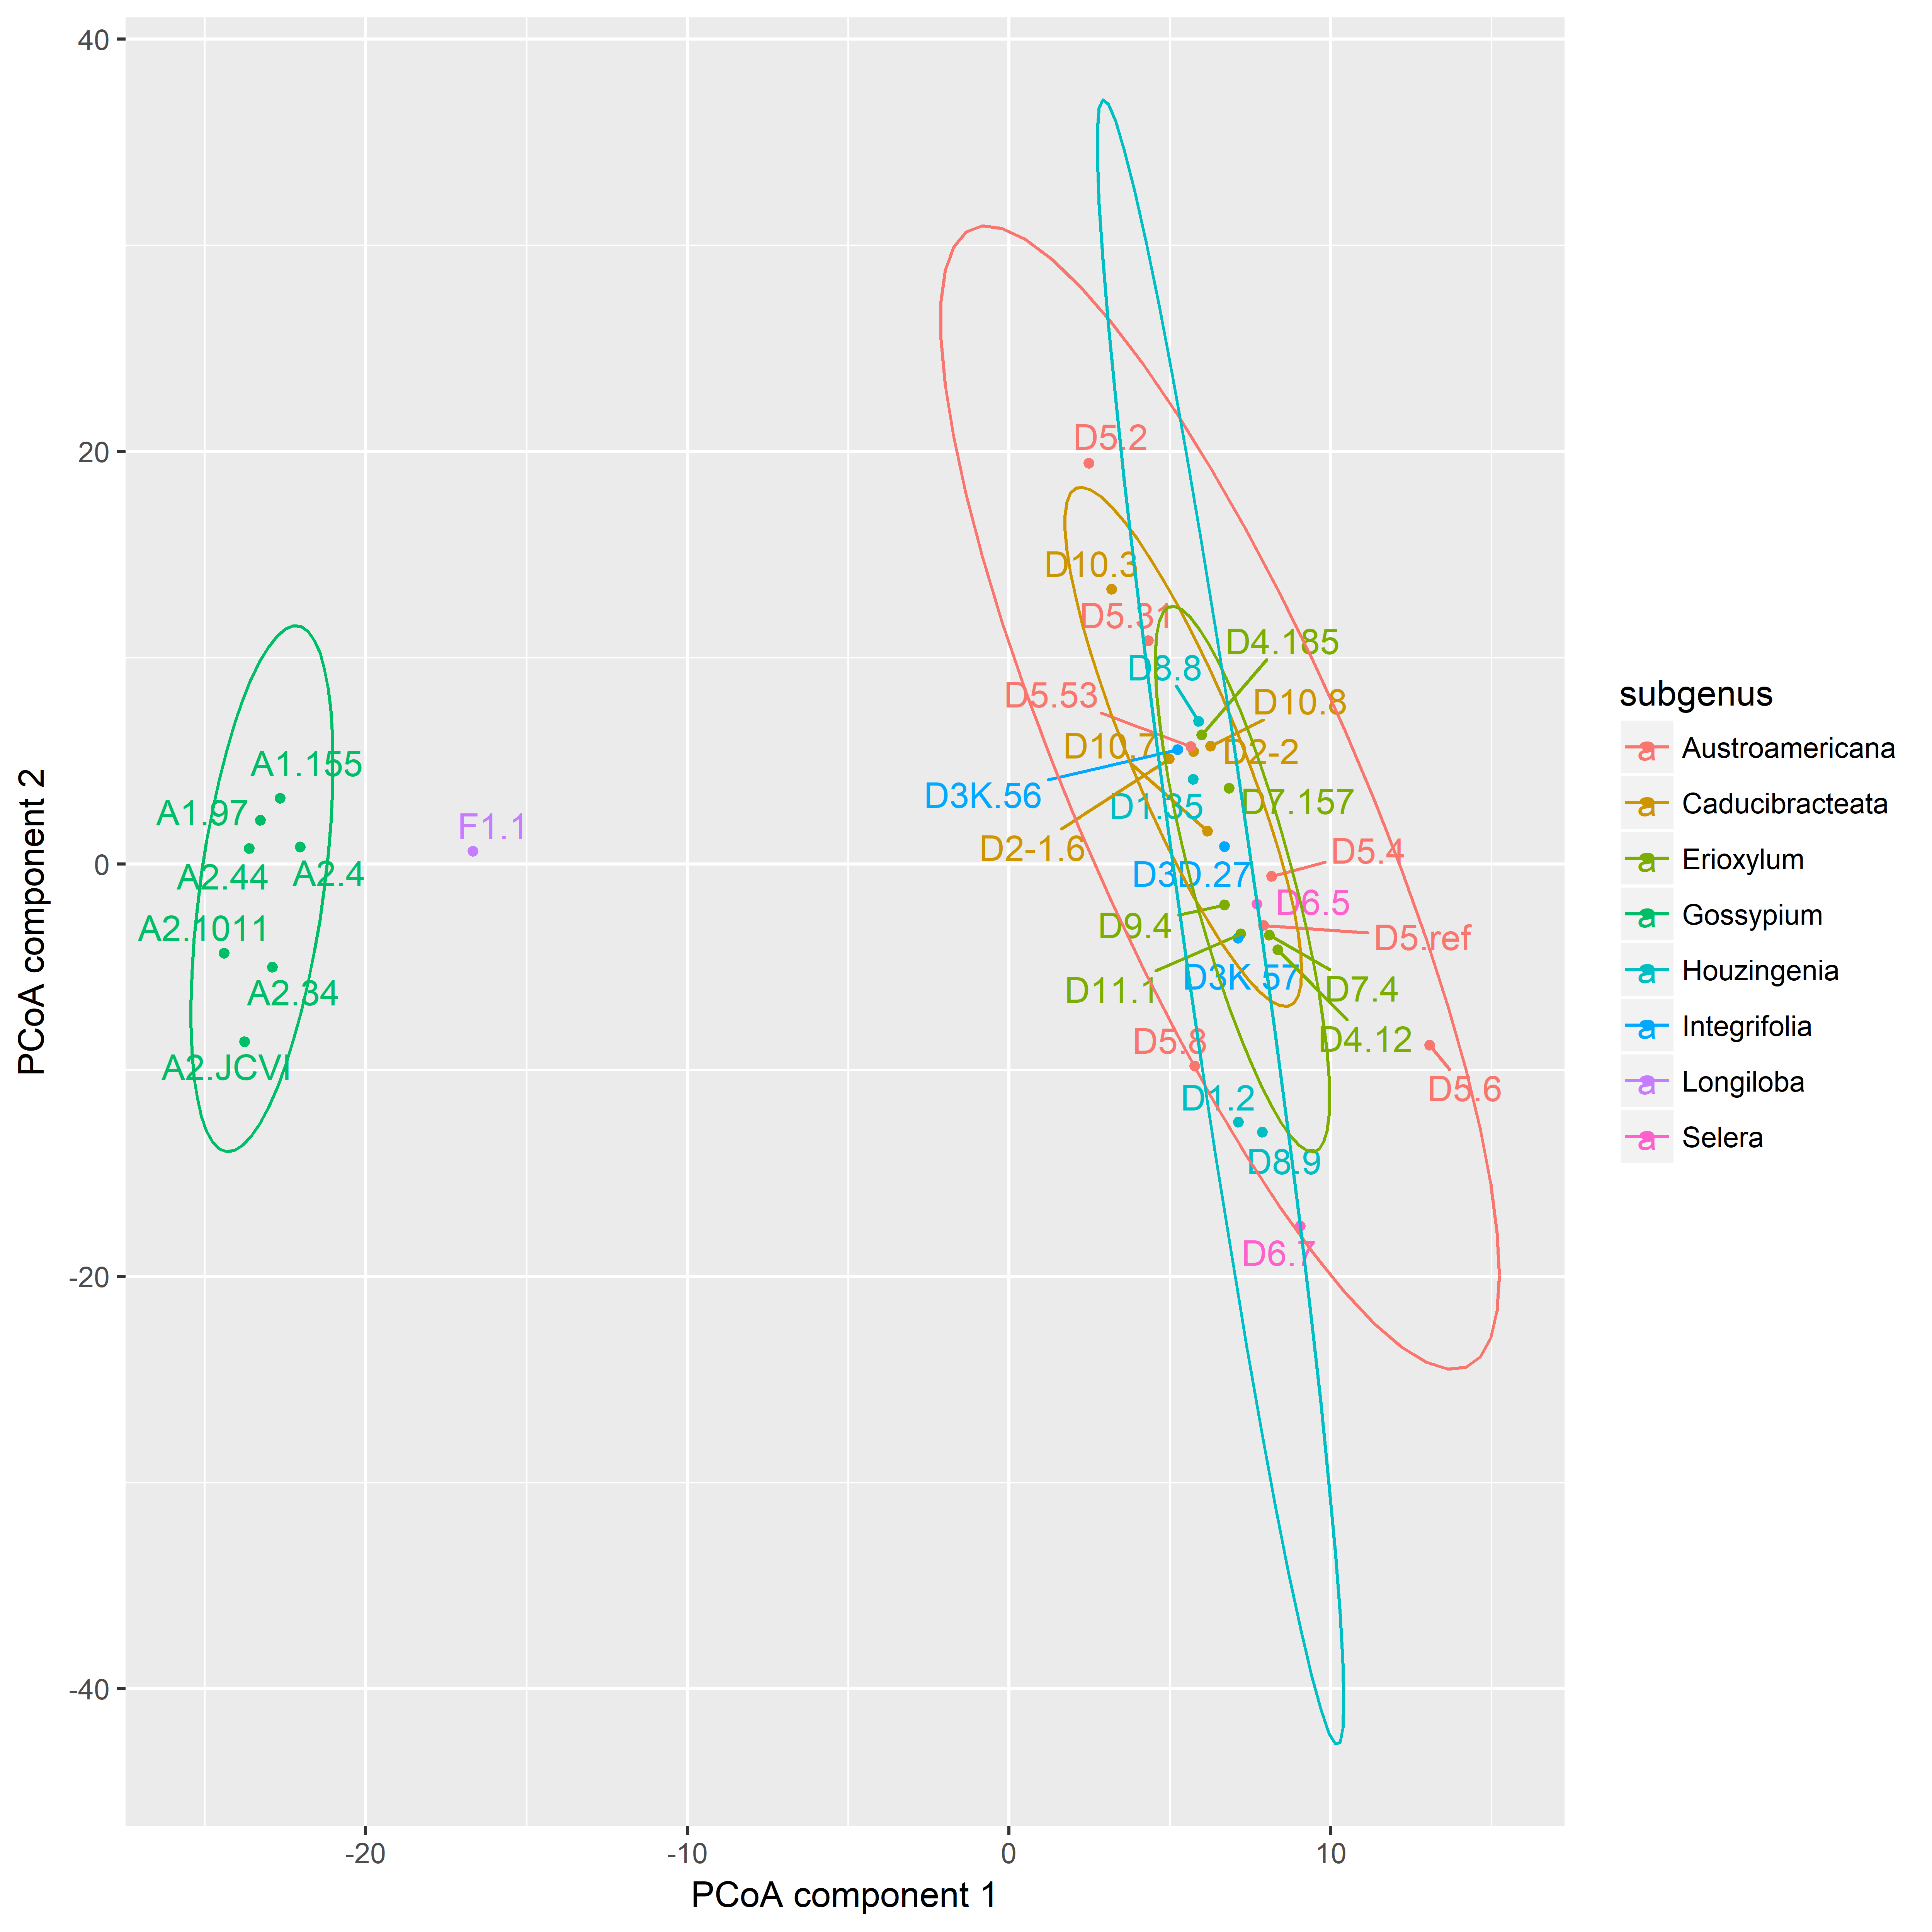 40
20
0
-20
-40
PCoA component 2
-20
-10
0
10
PCoA component 1
D5.2
D10.3
D5.31
D4.185
D8.8
D5.53
D10.8
D10.7
D2-2
A1.155
D3K.56
D1.35
D7.157
A1.97
F1.1
D2-1.6
D5.4
A2.44
A2.4
D3D.27
D6.5
A2.1011
D9.4
D5.ref
D3K.57
D11.1
D7.4
A2.34
D5.8
D4.12
A2.JCVI
D5.6
D1.2
D8.9
D6.7
subgenus
a Austroamericana
a Caducibracteata
a Erioxylum
a Gossypium
a Houzingenia
a Integrifolia
a Longiloba
a Selera